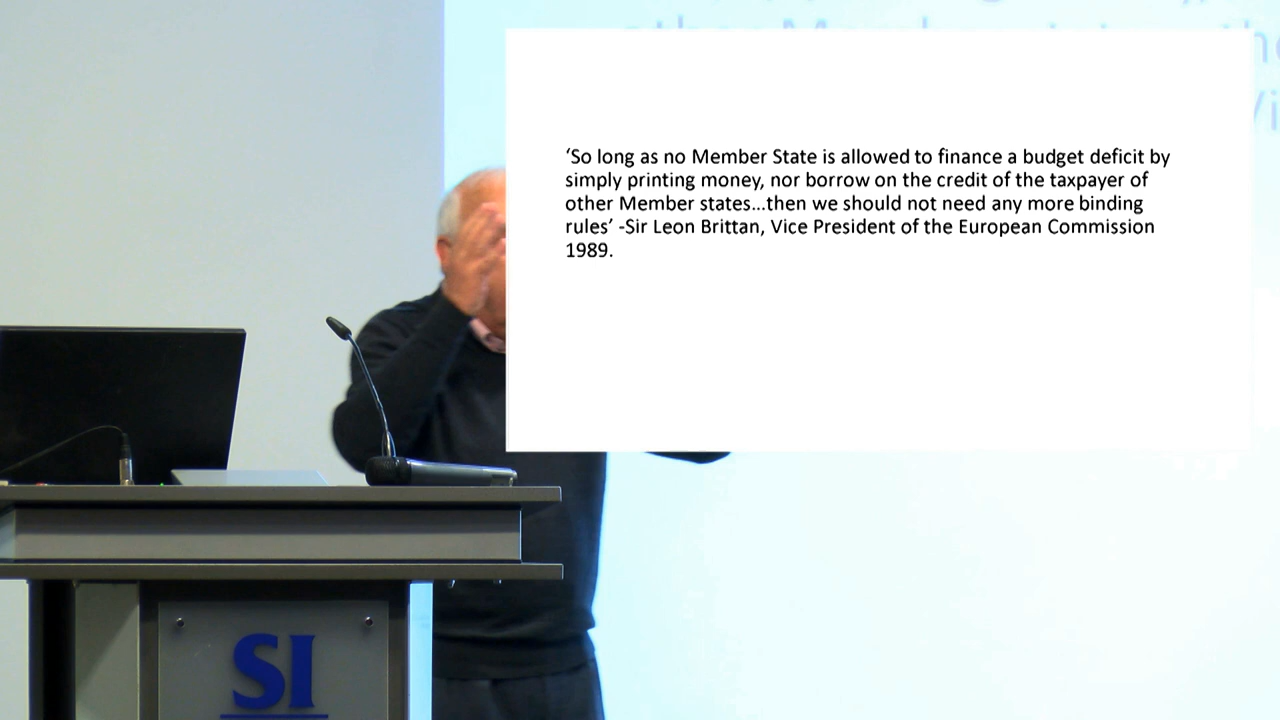 ‘So long as no Member State is allowed to finance a budget deficit by
simply printing money, nor borrow on the credit of the taxpayer of
other Member states...then we should not need any more binding
rules’ -Sir Leon Brittan, Vice President of the European Commission
1989.
SI